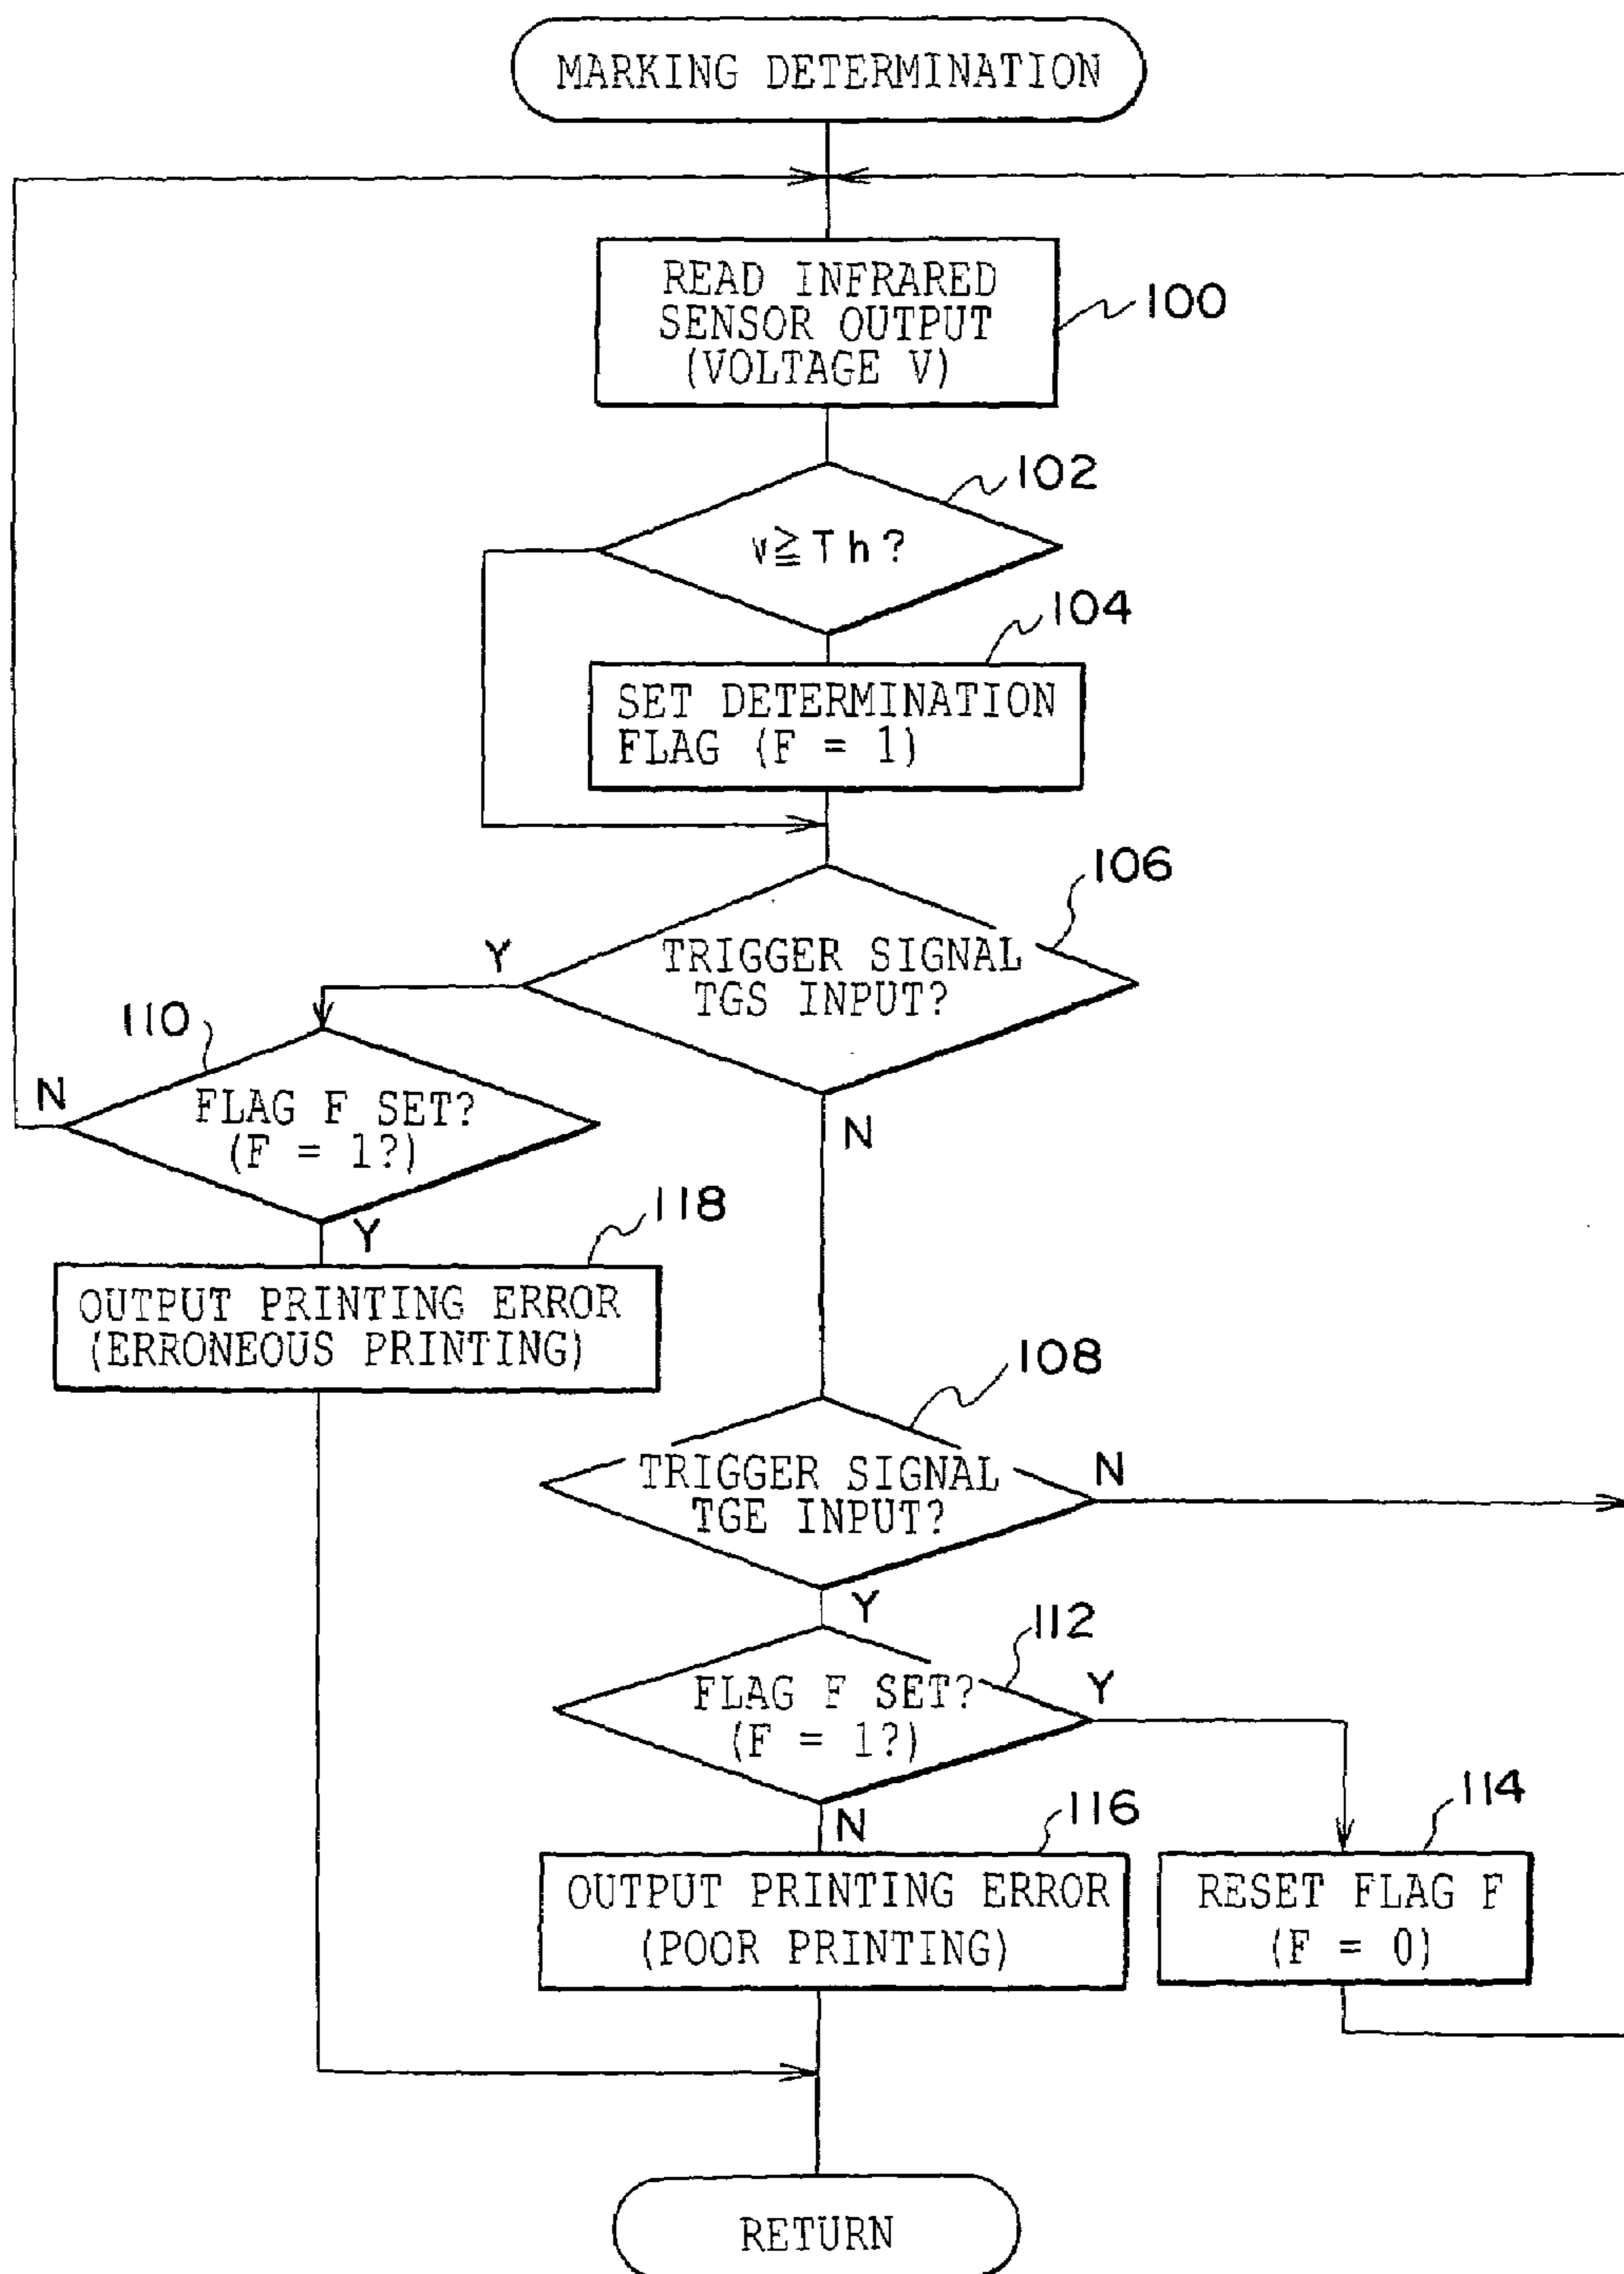 MARKING DETERMINATION
READ INFRARED
SENSOR OUTPUT
(VOLTAGE V)
100
102
v≧Th?
104
SET DETERMINATION
FLAG (F = 1)
106
TRIGGER SIGNAL
TGS INPUT?
Y
N
110
FLAG F SET?
(F = 1?)
N
Y
118
OUTPUT PRINTING ERROR
(ERRONEOUS PRINTING)
108
TRIGGER SIGNAL
TGE INPUT?
N
Y
112
FLAG F SET?
(F = 1?)
Y
N
116
OUTPUT PRINTING ERROR
(POOR PRINTING)
114
RESET FLAG F
(F = 0)
RETURN